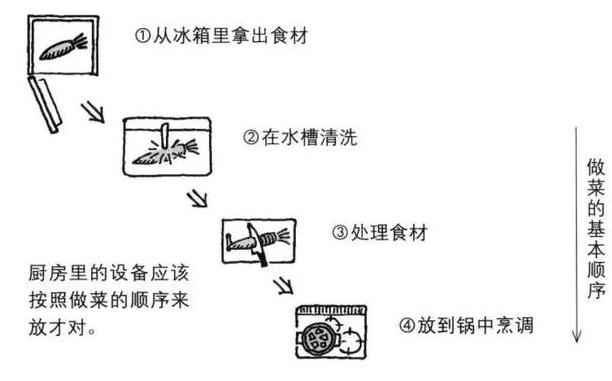 ①从冰箱里拿出食材
②在水槽清洗
③处理食材
④放到锅中烹调
做菜的基本顺序
厨房里的设备应该
按照做菜的顺序来
放才对。